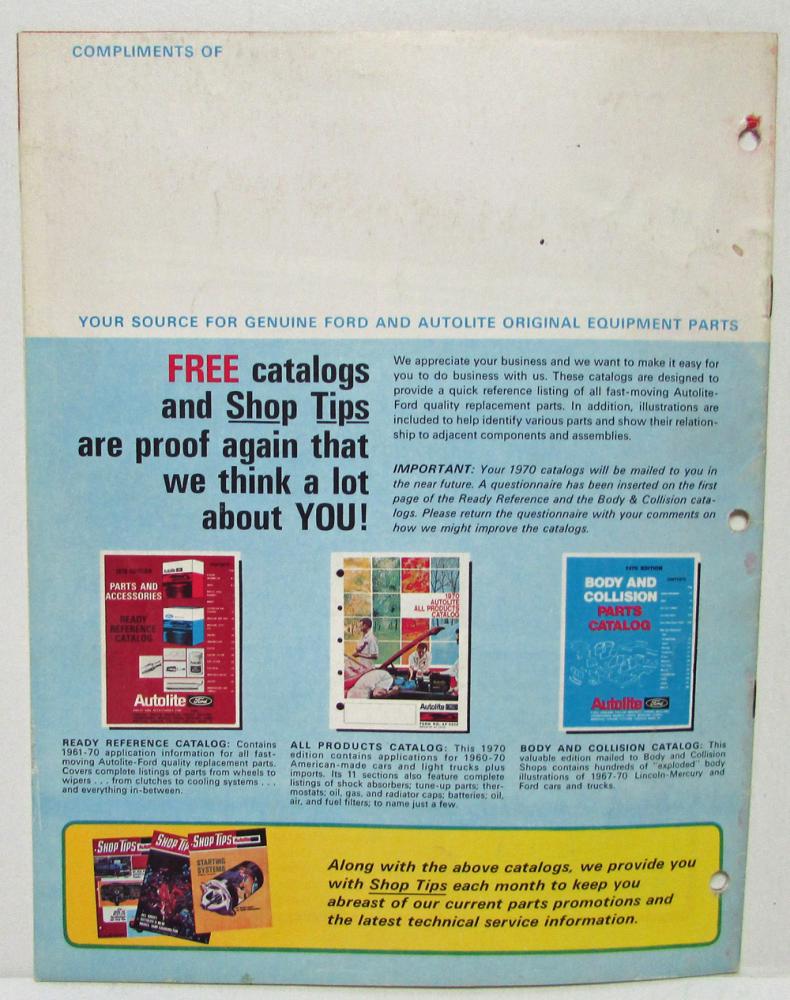 COMPLIMENTS OF
YOUR SOURCE FOR GENUINE FORD AND AUTOLITE ORIGINAL EQUIPMENT PARTS
FREE catalogs
and Shop Tips
are proof again that
we think a lot
about YOU!
We appreciate your business and we want to make it easy for
you to do business with us. These catalogs are designed to
provide a quick reference listing of all fast-moving Autolite-
Ford quality replacement parts. In addition, illustrations are
included to help identify various parts and show their relation-
ship to adjacent components and assemblies.
IMPORTANT: Your 1970 catalogs will be mailed to you in
the near future. A questionnaire has been inserted on the first
page of the Ready Reference and the Body & Collision cata-
logs. Please return the questionnaire with your comments on
how we might improve the catalogs.
1970 EDITION
PARTS AND
ACCESSORIES
READY
REFERENCE
CATALOG
Autolite Ford
1970
AUTOLITE
ALL PRODUCTS
CATALOG
Autolite
1970 EDITION
BODY AND
COLLISION
PARTS
CATALOG
Autolite Ford
READY REFERENCE CATALOG: Contains
1961-70 application information for all fast-
moving Autolite-Ford quality replacement parts.
Covers complete listings of parts from wheels to
wipers . . . from clutches to cooling systems . . .
and everything in-between.
ALL PRODUCTS CATALOG: This 1970
edition contains applications for 1960-70
American-made cars and light trucks plus
imports. Its 11 sections also feature complete
listings of shock absorbers; tune-up parts; ther-
mostats; oil, gas, and radiator caps; batteries; oil,
air, and fuel filters; to name just a few.
BODY AND COLLISION CATALOG: This
valuable edition mailed to Body and Collision
Shops contains hundreds of "exploded" body
illustrations of 1967-70 Lincoln-Mercury and
Ford cars and trucks.
SHOP TIPS
SHOP TIPS
SHOP TIPS Autolite
STARTING
SYSTEMS
Along with the above catalogs, we provide you
with Shop Tips each month to keep you
abreast of our current parts promotions and
the latest technical service information.